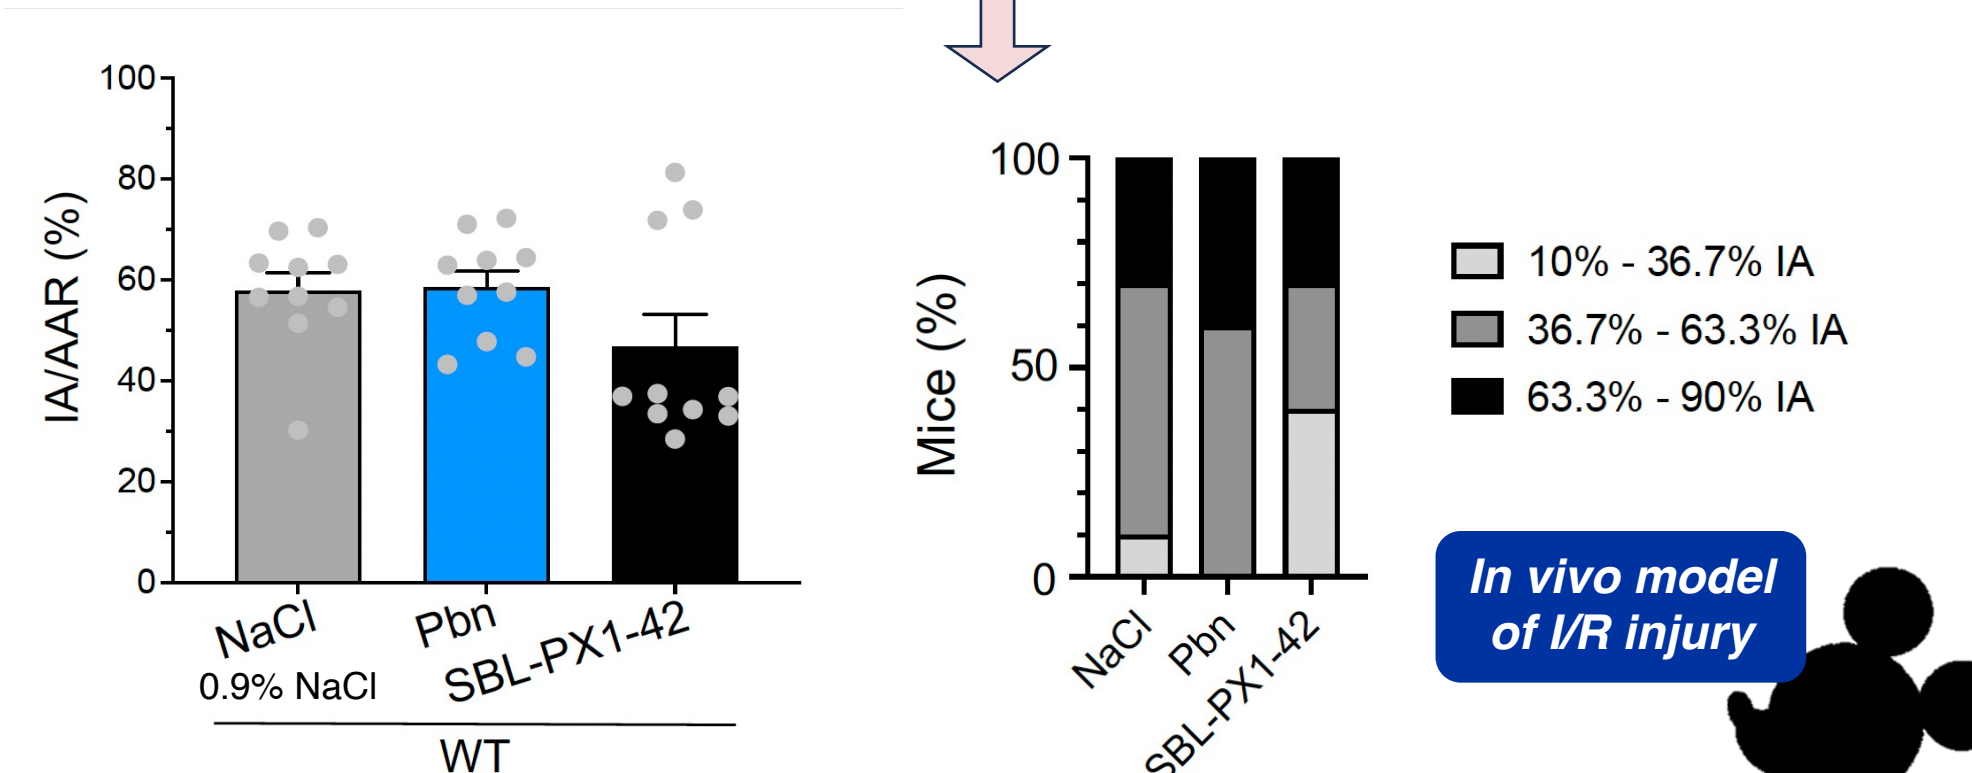 100
80
60
40
20
0
IA/AAR (%)
NaCl
Pbn
SBL-PX1-42
0.9% NaCl
WT
100
50
0
Mice (%)
NaCl
Pbn
SBL-PX1-42
10% - 36.7% IA
36.7% - 63.3% IA
63.3% - 90% IA
In vivo model
of I/R injury